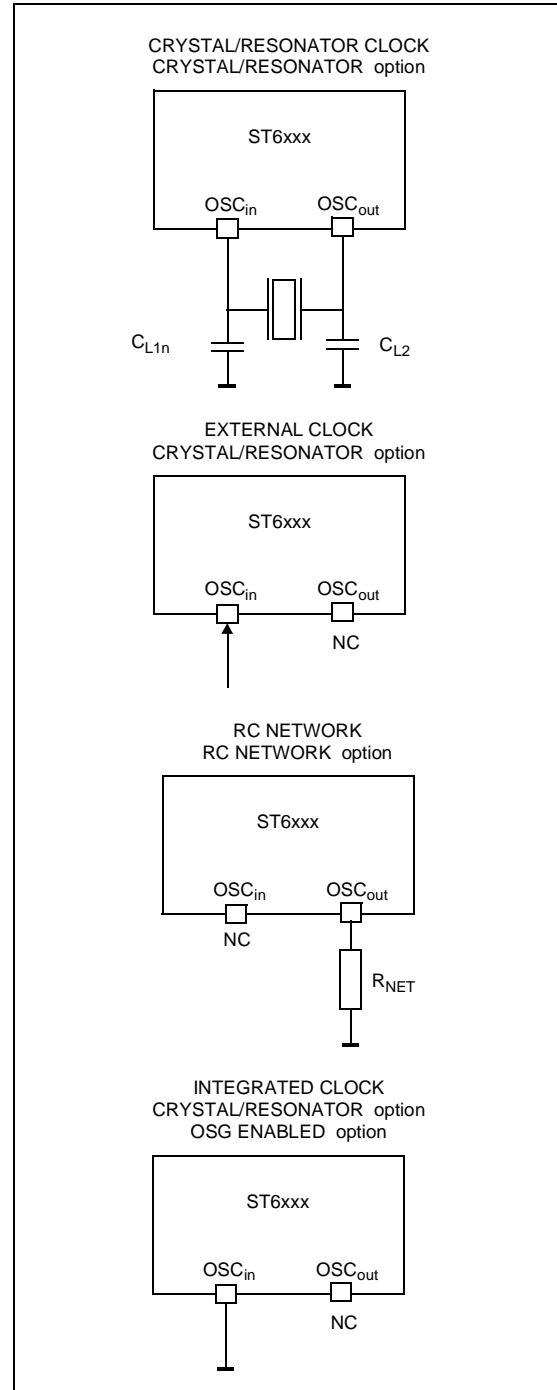 CRYSTAL/RESONATOR CLOCK
CRYSTAL/RESONATOR option
ST6xxx
OSCin OSCout
CL1n CL2
EXTERNAL CLOCK
CRYSTAL/RESONATOR option
ST6xxx
OSCin OSCout
NC
RC NETWORK
RC NETWORK option
ST6xxx
OSCin OSCout
NC
RNET
INTEGRATED CLOCK
CRYSTAL/RESONATOR option
OSG ENABLED option
ST6xxx
OSCin OSCout
NC